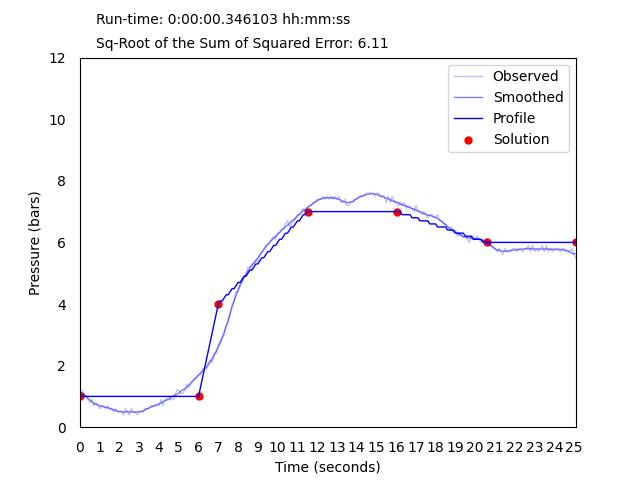 Run-time: 0:00:00.346103 hh:mm:ss
Sq-Root of the Sum of Squared Error: 6.11
12
10
8
6
4
2
0
Pressure (bars)
Observed
Smoothed
Profile
Solution
0 1 2 3 4 5 6 7 8 9 10 11 12 13 14 15 16 17 18 19 20 21 22 23 24 25
Time (seconds)